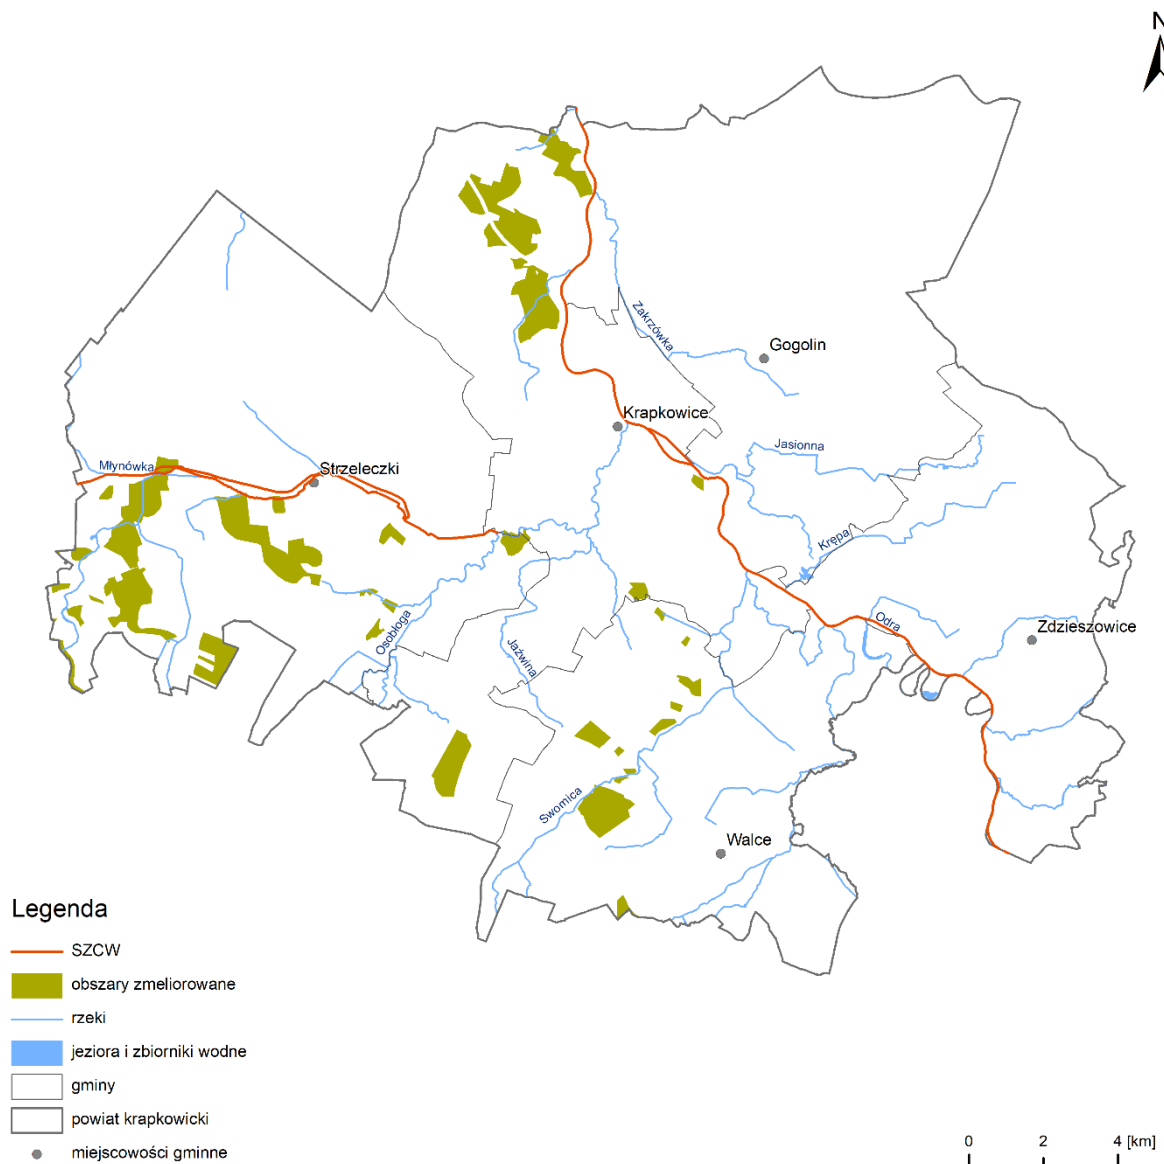 N
Zakrzówka
Gogolin
Krapkowice
Jasionna
Młynówka
Strzeleczki
Krępa
Odra
Zdzieszowice
Osobłoga
Jaźwina
Swornica
Walce
Legenda
SZCW
obszary zmeliorowane
rzeki
jeziora i zbiorniki wodne
gminy
powiat krapkowicki
miejscowości gminne
0 2 4 [km]